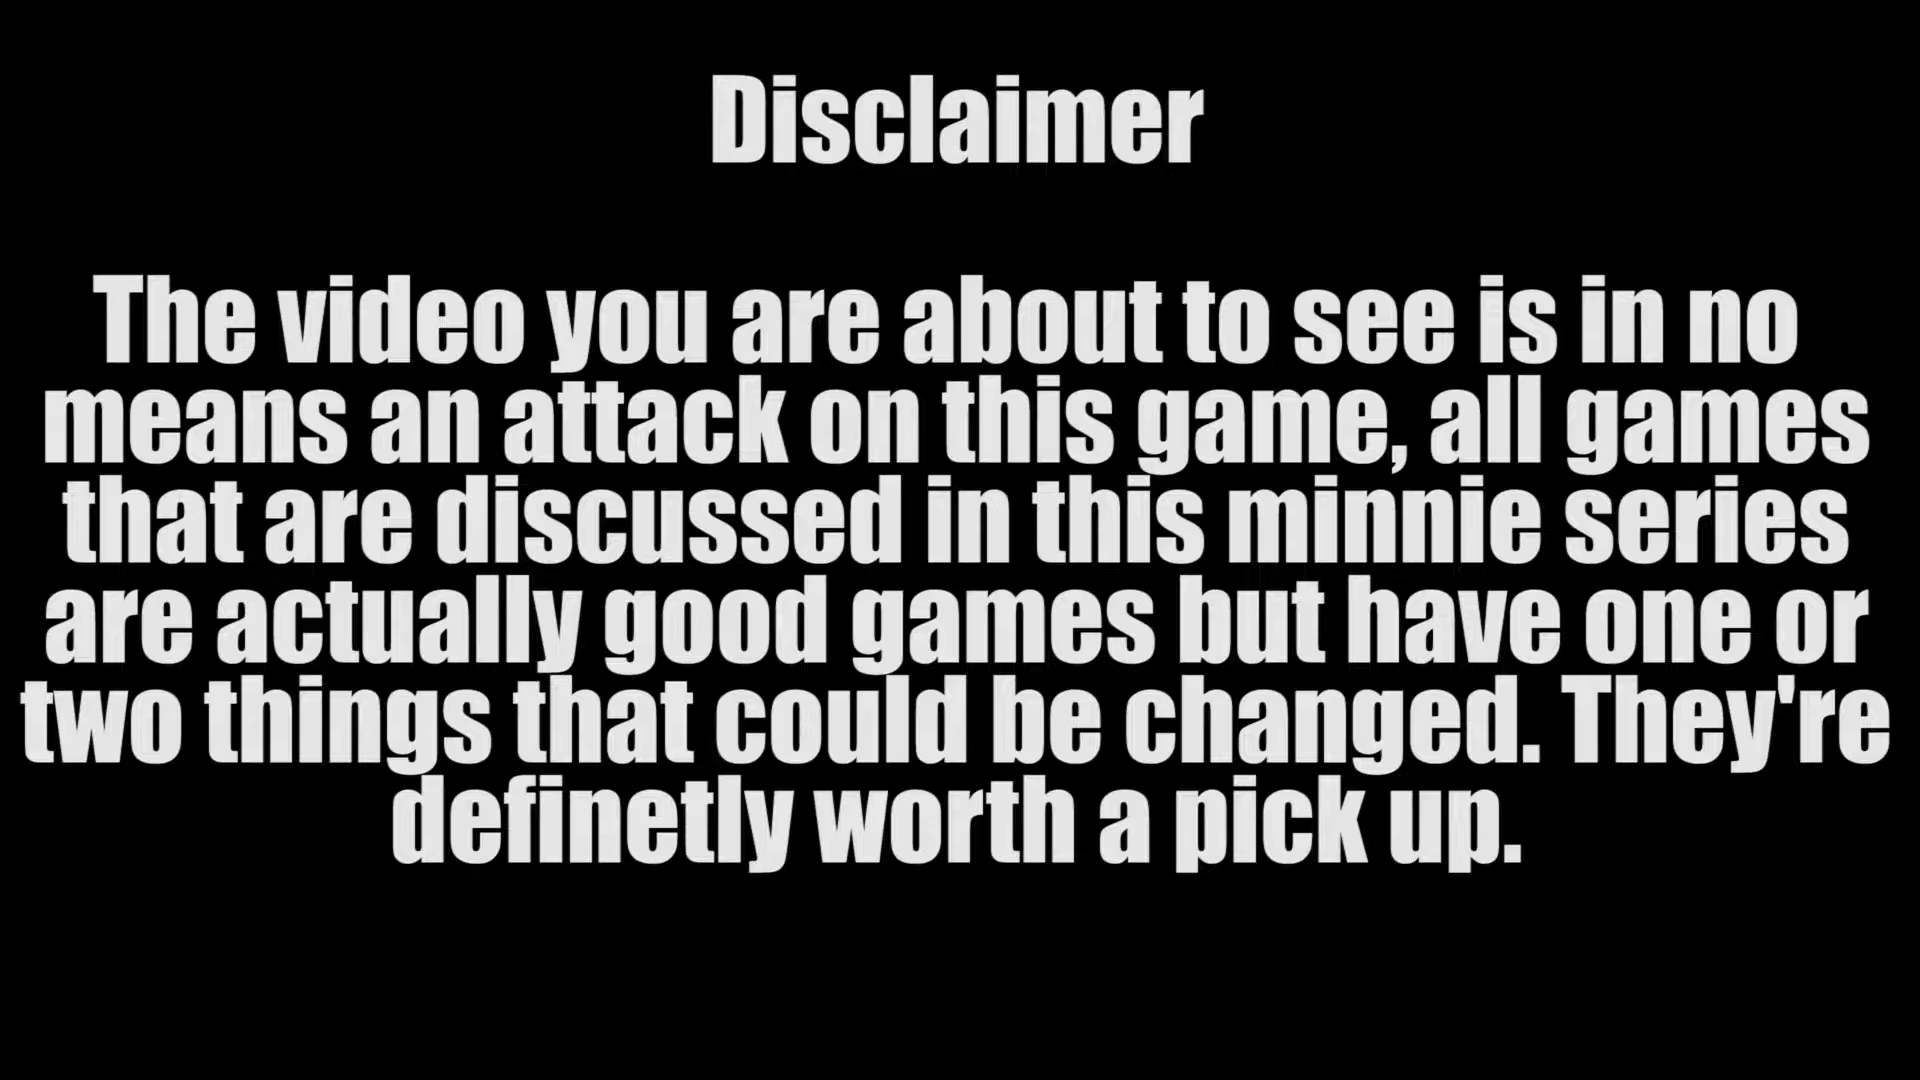 Disclaimer
The video you are about to see is in no
means an attack on this game, all games
that are discussed in this minnie series
are actually good games but have one or
two things that could be changed. They're
definetly worth a pick up.